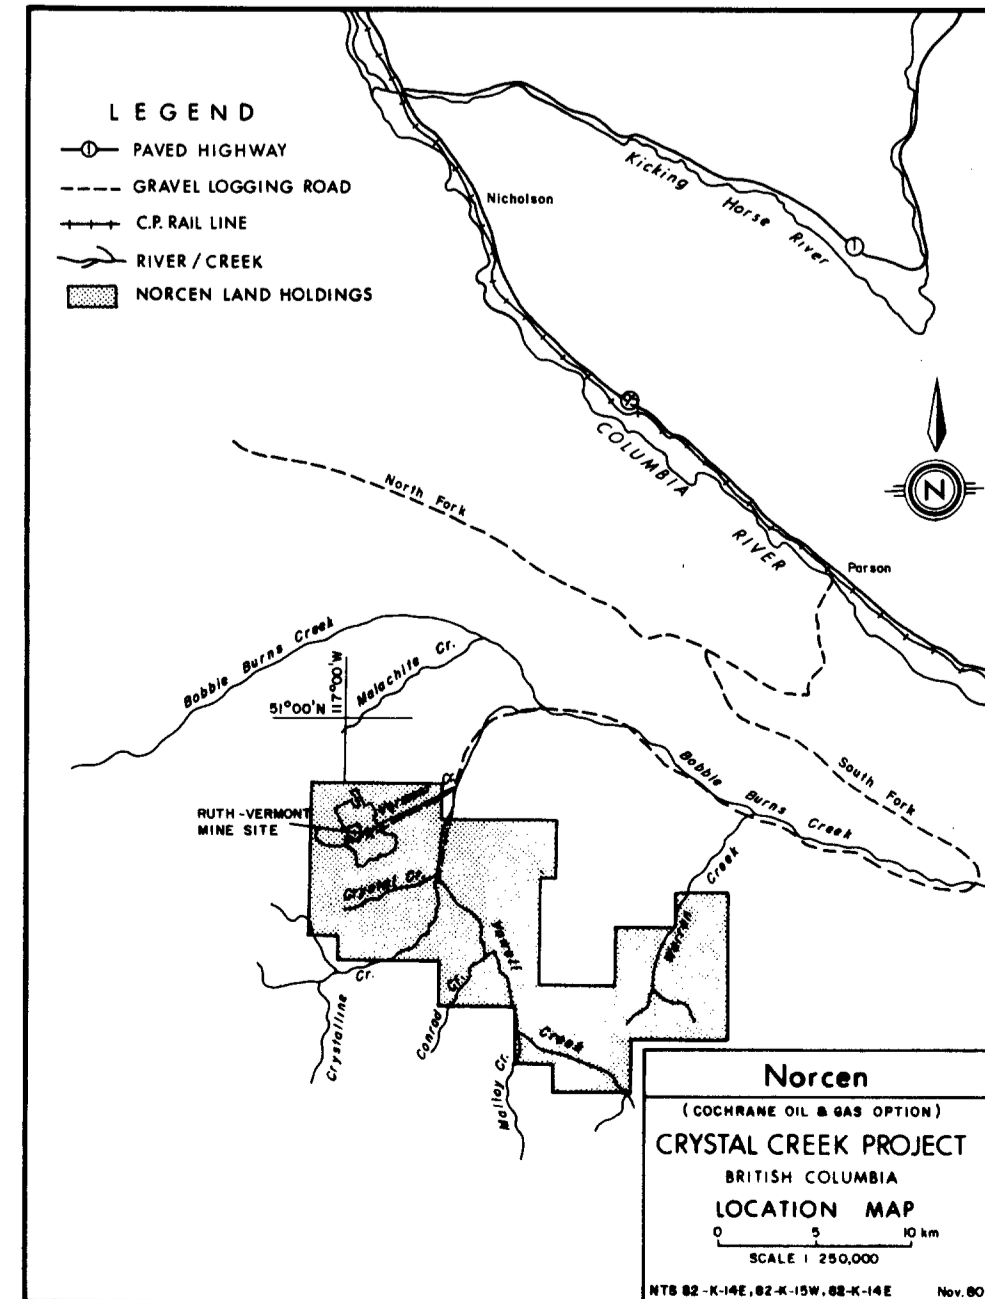 LEGEND
PAVED HIGHWAY
GRAVEL LOGGING ROAD
C.P. RAIL LINE
RIVER / CREEK
NORCEN LAND HOLDINGS
Kicking Horse River
1
Nicholson
COLUMBIA RIVER
N
Parson
North Fork
Bobbie Burns Creek
Malachite Cr.
117°00'W
51°00'N
South Fork
Bobbie Burns Creek
RUTH-VERMONT
MINE SITE
Vermont Cr.
Crystal Cr.
Warren Creek
Conrad Cr.
Crystalline Cr.
Creek
Malloy Cr.
Norcen
(COCHRANE OIL & GAS OPTION)
CRYSTAL CREEK PROJECT
BRITISH COLUMBIA
LOCATION MAP
0 5 10 km
SCALE 1 250,000
NTS 82-K-14E, 82-K-15W, 82-K-14E Nov. 80